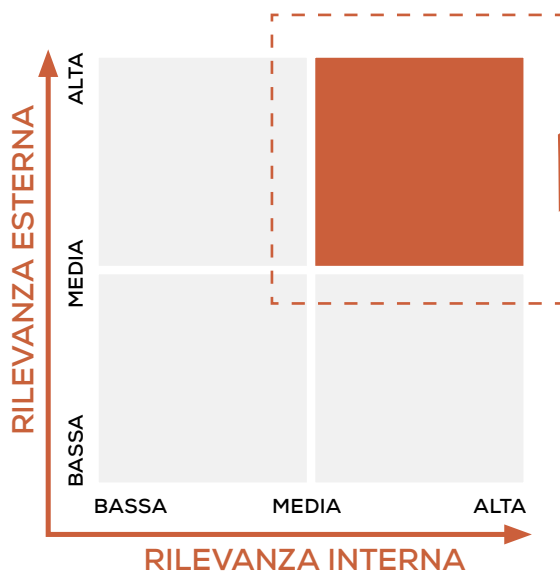 RILEVANZA ESTERNA
ALTA
MEDIA
BASSA
BASSA MEDIA ALTA
RILEVANZA INTERNA